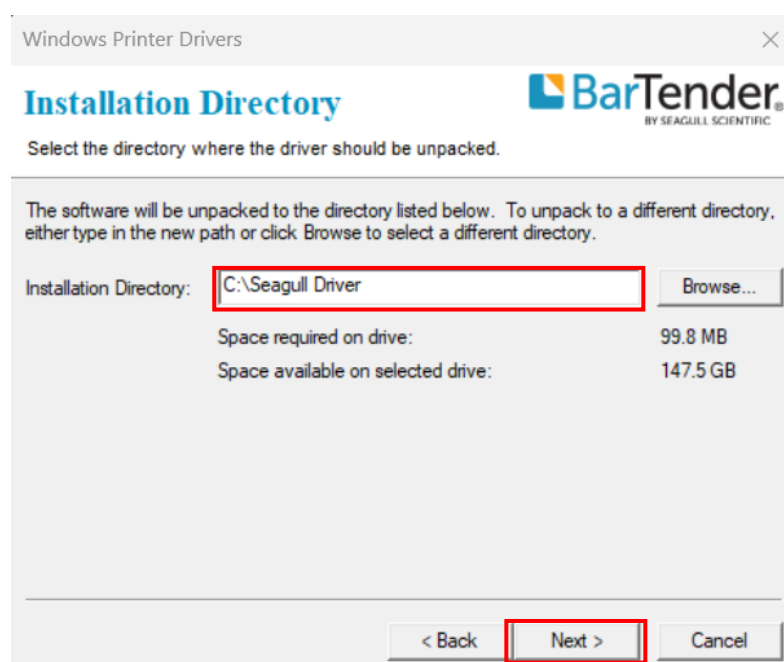 Windows Printer Drivers
Installation Directory
BarTender®
BY SEAGULL SCIENTIFIC
Select the directory where the driver should be unpacked.
The software will be unpacked to the directory listed below. To unpack to a different directory,
either type in the new path or click Browse to select a different directory.
Installation Directory: C:\Seagull Driver Browse...
Space required on drive: 99.8 MB
Space available on selected drive: 147.5 GB
< Back Next > Cancel